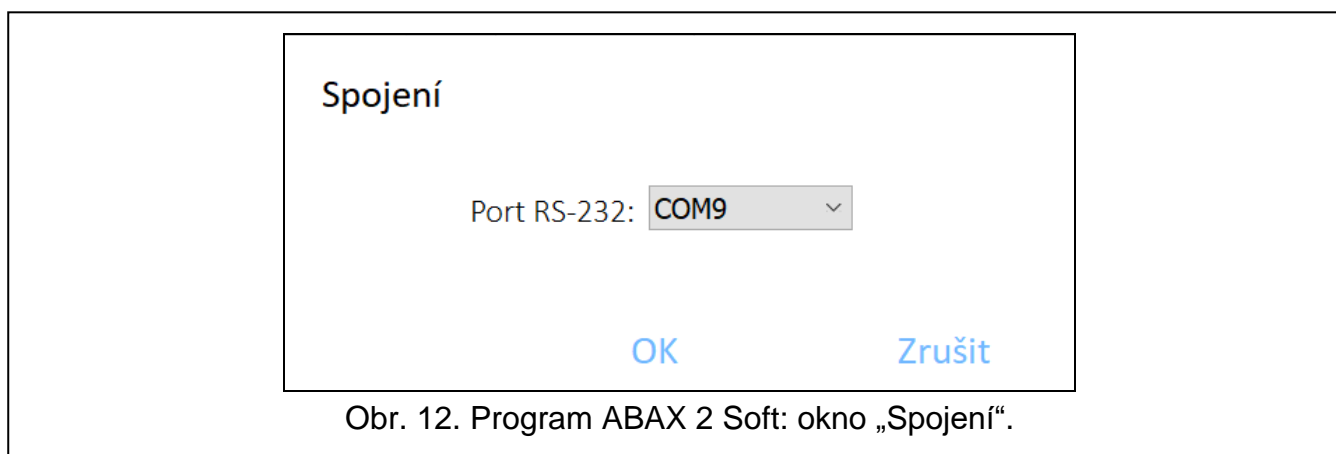 Spojení
Port RS-232: COM9
OK Zrušit
Obr. 12. Program ABAX 2 Soft: okno „Spojení“.